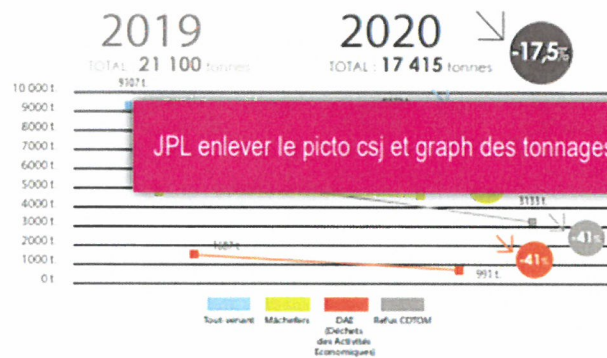 2019
2020
-17,5%
TOTAL : 21 100 tonnes
TOTAL : 17 415 tonnes
10 000 t.
9107 t.
9000 t
8000 t
7000 t
6000 t
5000 t
4000 t
3000 t
2000 t
1000 t
0 t
JPL enlever le picto csj et graph des tonnages
3133 t.
-41%
-41%
1687 t.
991 t.
Tout venant
Mâchefers
DAE
(Déchets
des Activités
Économiques)
Refus CDTOM